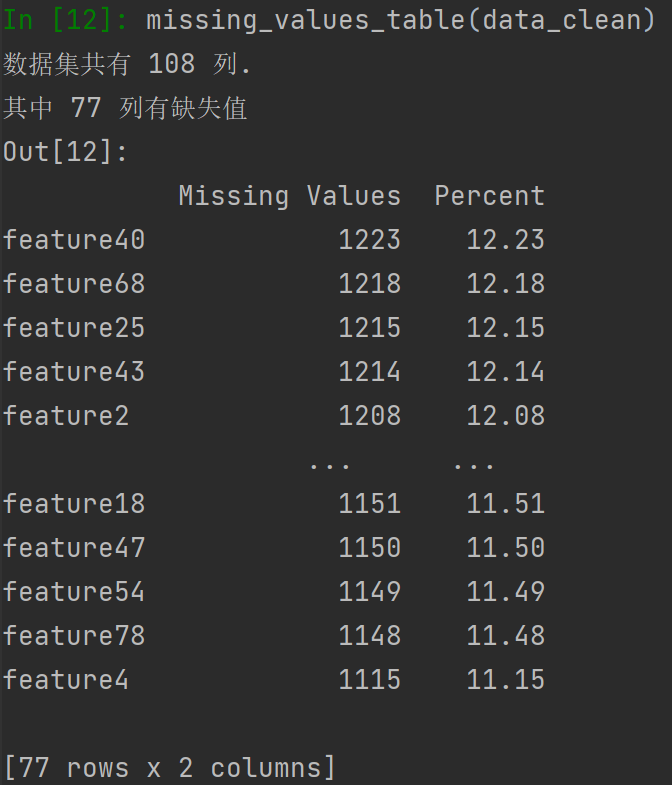 In [12]: missing_values_table(data_clean)
数据集共有 108 列.
其中 77 列有缺失值
Out[12]:
Missing Values  Percent
feature40 1223 12.23
feature68 1218 12.18
feature25 1215 12.15
feature43 1214 12.14
feature2 1208 12.08
... ...
feature18 1151 11.51
feature47 1150 11.50
feature54 1149 11.49
feature78 1148 11.48
feature4 1115 11.15
[77 rows x 2 columns]